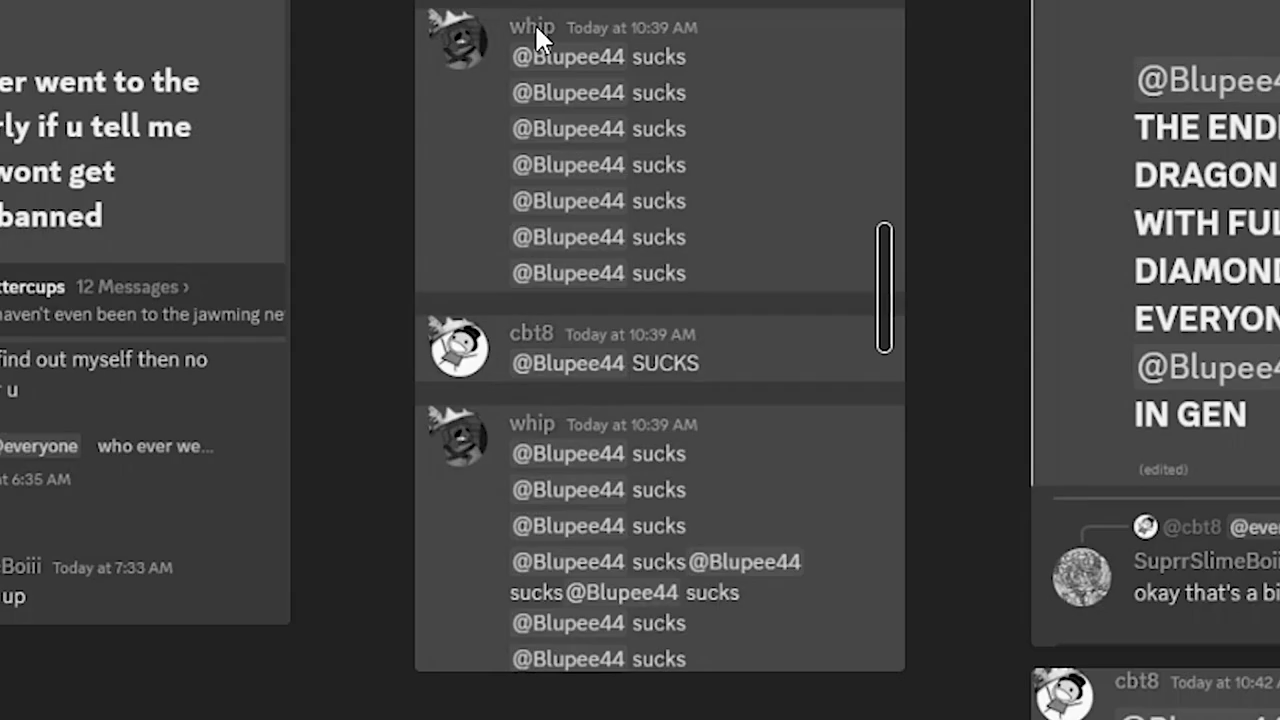 er went to the
rly if u tell me
wont get
banned
ttercups 12 Messages ›
haven't even been to the jawming ne
find out myself then no
r u
@everyone who ever we...
at 6:35 AM
Boiii Today at 7:33 AM
up
whip Today at 10:39 AM
@Blupee44 sucks
@Blupee44 sucks
@Blupee44 sucks
@Blupee44 sucks
@Blupee44 sucks
@Blupee44 sucks
@Blupee44 sucks
cbt8 Today at 10:39 AM
@Blupee44 SUCKS
whip Today at 10:39 AM
@Blupee44 sucks
@Blupee44 sucks
@Blupee44 sucks
@Blupee44 sucks@Blupee44
sucks@Blupee44 sucks
@Blupee44 sucks
@Blupee44 sucks
@Blupee4
THE END
DRAGON
WITH FUL
DIAMOND
EVERYON
@Blupee4
IN GEN
(edited)
@cbt8 @ever
SuprrSlimeBoii
okay that's a bi
cbt8 Today at 10:42 A